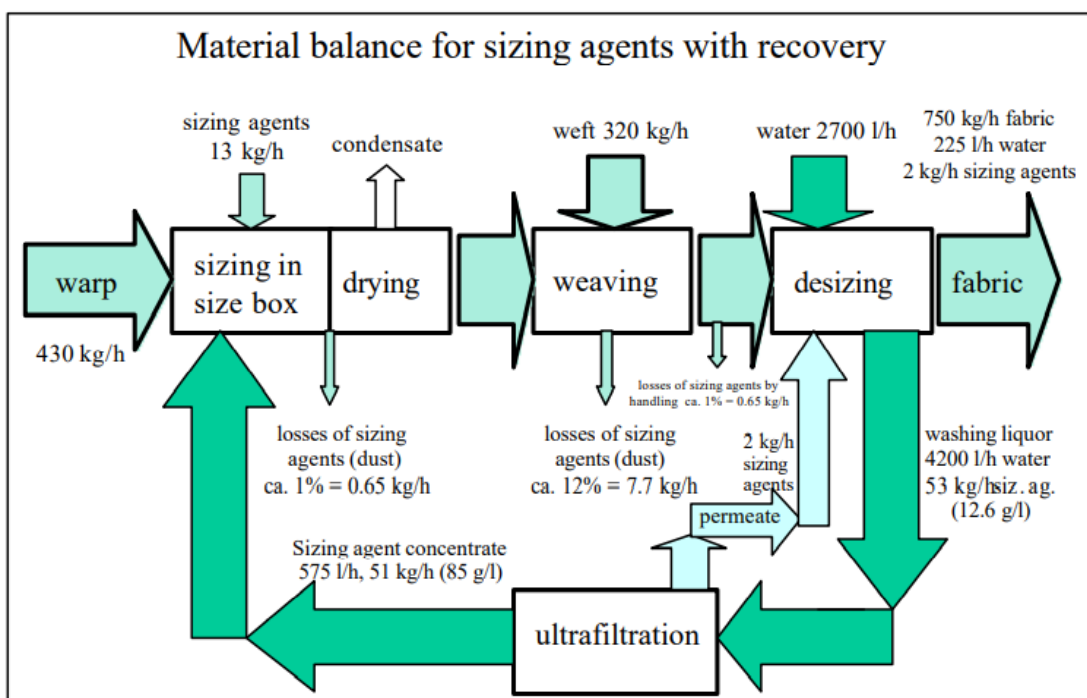 Material balance for sizing agents with recovery
sizing agents
13 kg/h
condensate
weft 320 kg/h
water 2700 l/h
750 kg/h fabric
225 l/h water
2 kg/h sizing agents
warp
sizing in
size box
drying
weaving
desizing
fabric
430 kg/h
losses of sizing
agents (dust)
ca. 1% = 0.65 kg/h
losses of sizing
agents (dust)
ca. 12% = 7.7 kg/h
losses of sizing agents by
handling ca. 1% = 0.65 kg/h
2 kg/h
sizing
agents
permeate
washing liquor
4200 l/h water
53 kg/hsiz. ag.
(12.6 g/l)
Sizing agent concentrate
575 l/h, 51 kg/h (85 g/l)
ultrafiltration